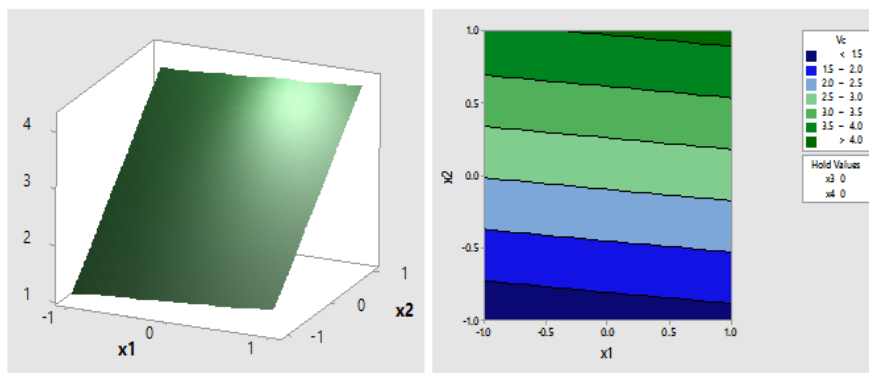 4
3
2
1
-1
0
1
x1
-1
0
1
x2
1.0
0.5
0.0
-0.5
-1.0
x2
-1.0 -0.5 0.0 0.5 1.0
x1
Vc
< 1.5
1.5 – 2.0
2.0 – 2.5
2.5 – 3.0
3.0 – 3.5
3.5 – 4.0
> 4.0
Hold Values
x3 0
x4 0